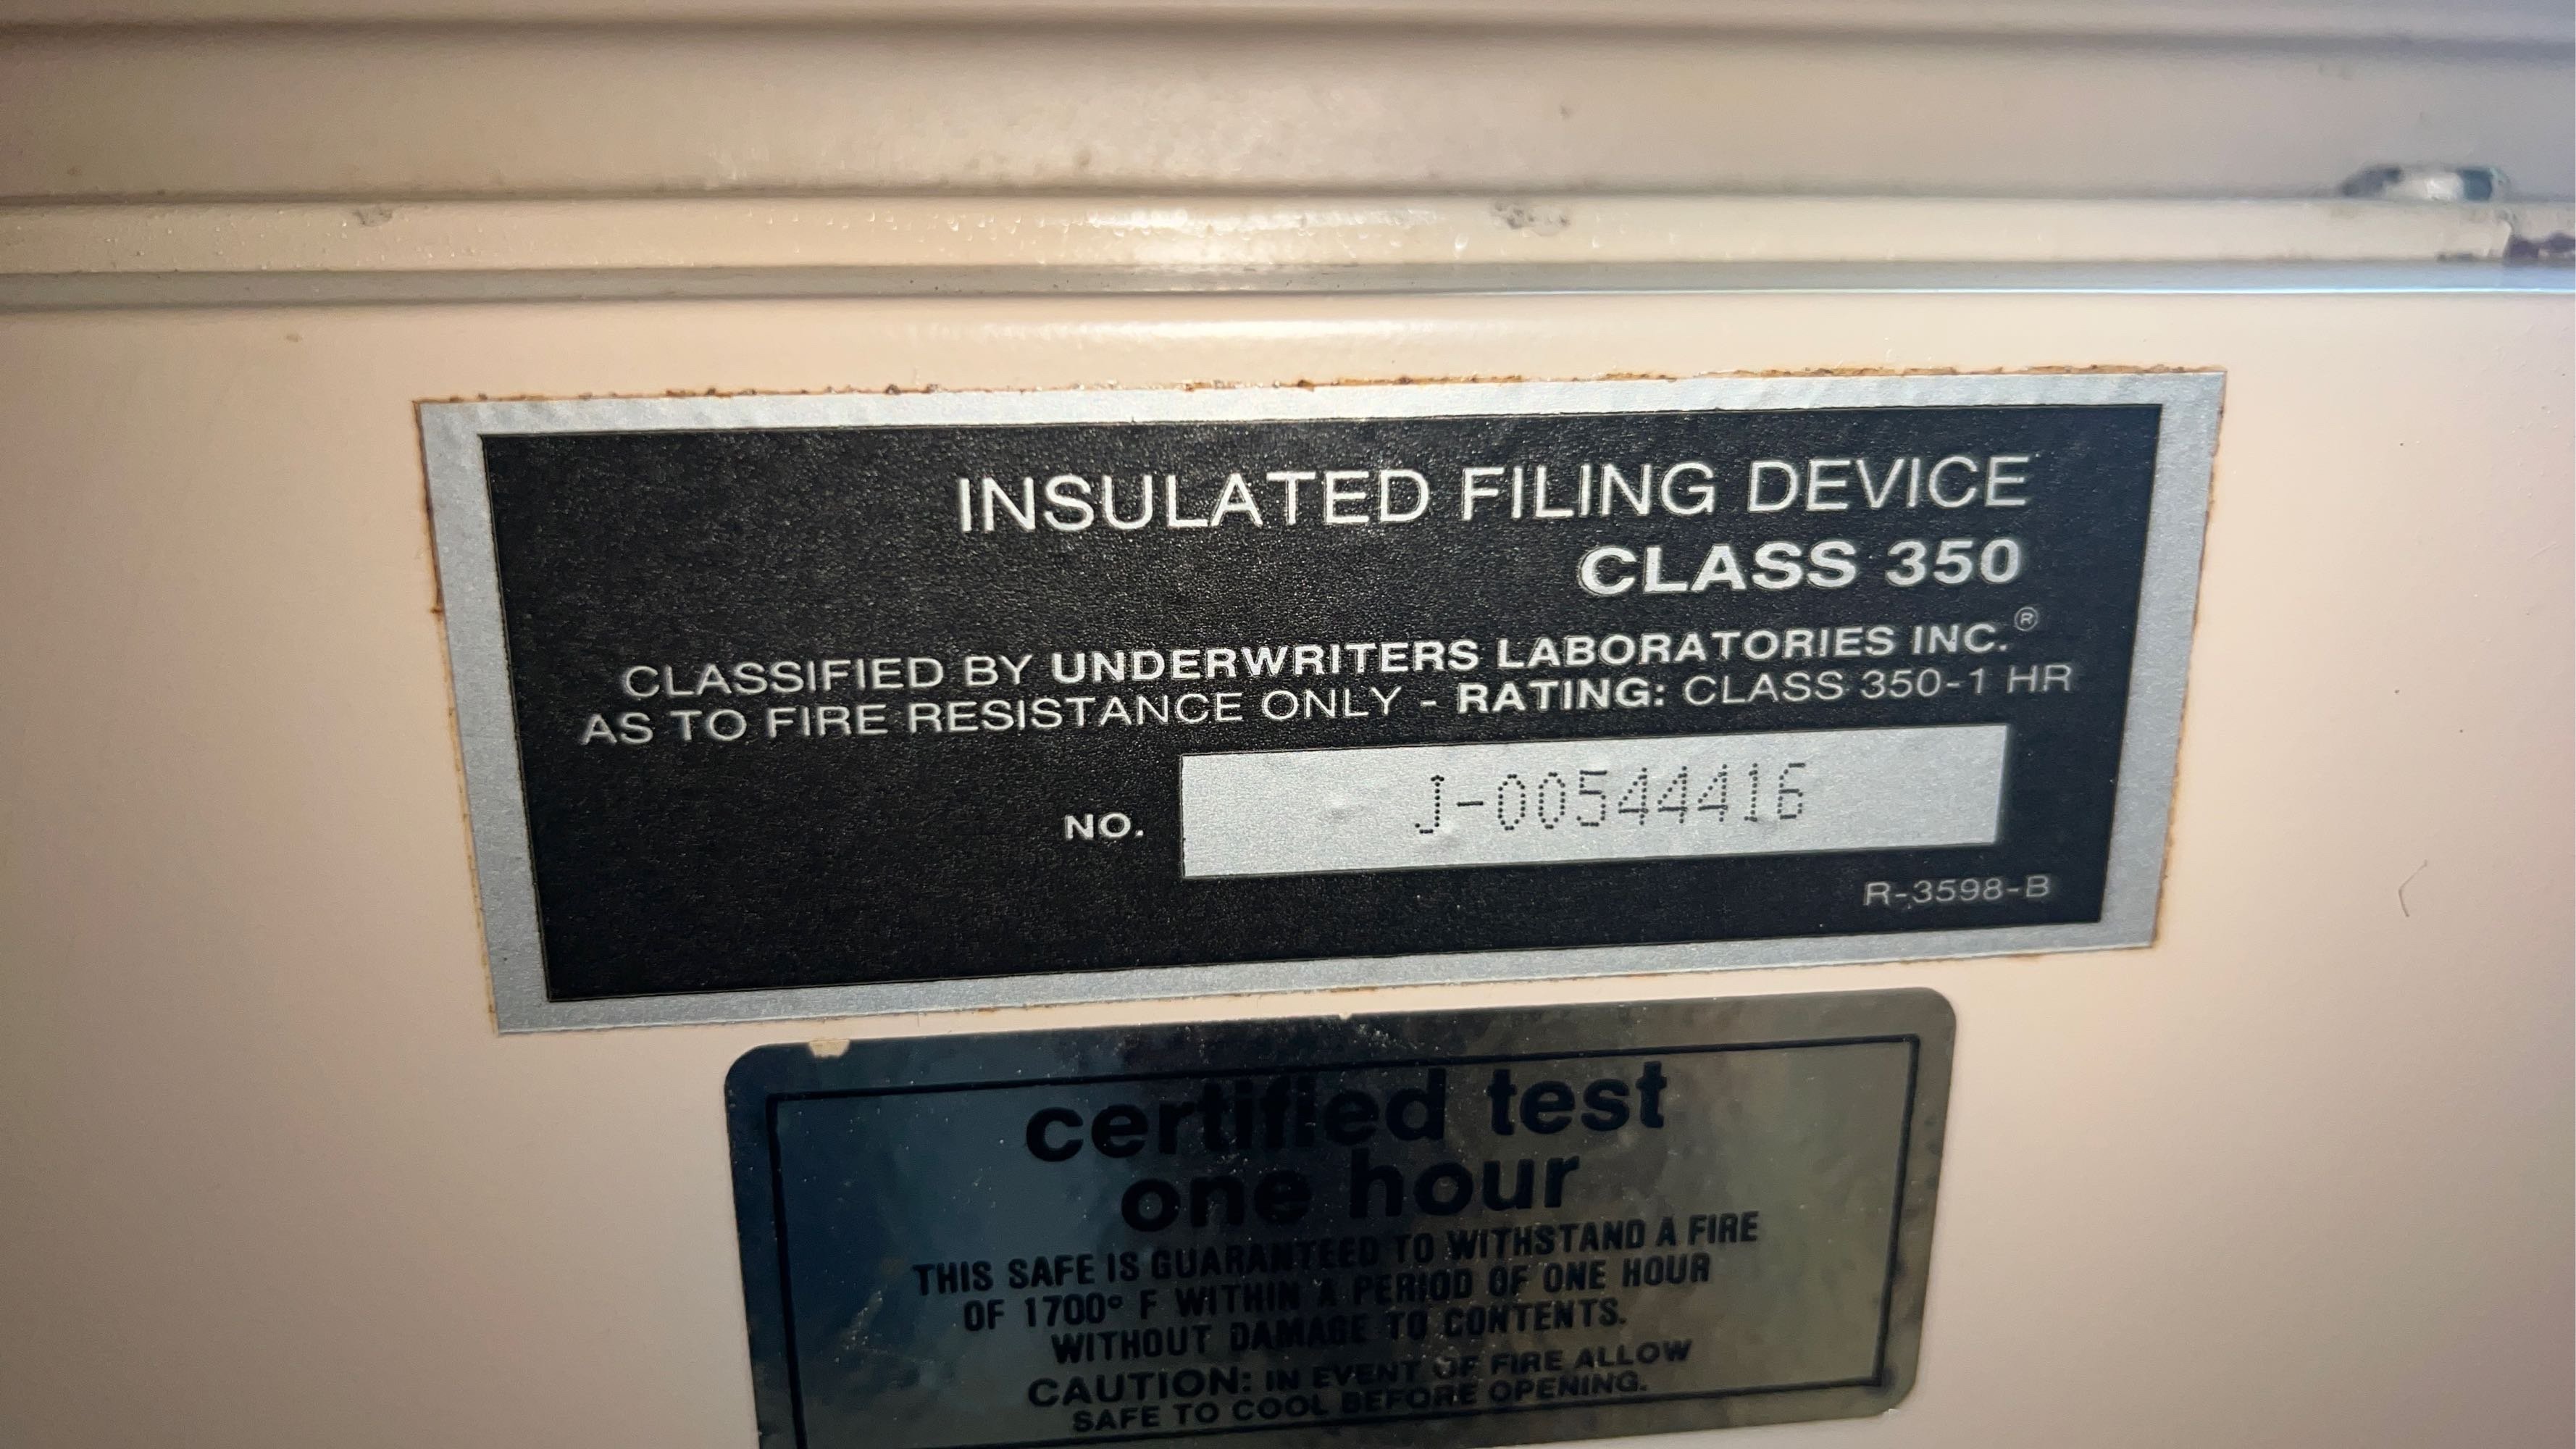 INSULATED FILING DEVICE
CLASS 350
CLASSIFIED BY UNDERWRITERS LABORATORIES INC.®
AS TO FIRE RESISTANCE ONLY - RATING: CLASS 350-1 HR
NO. J-00544416
R-3598-B
certified test
one hour
THIS SAFE IS GUARANTEED TO WITHSTAND A FIRE
OF 1700° F WITHIN A PERIOD OF ONE HOUR
WITHOUT DAMAGE TO CONTENTS.
CAUTION: IN EVENT OF FIRE ALLOW
SAFE TO COOL BEFORE OPENING.